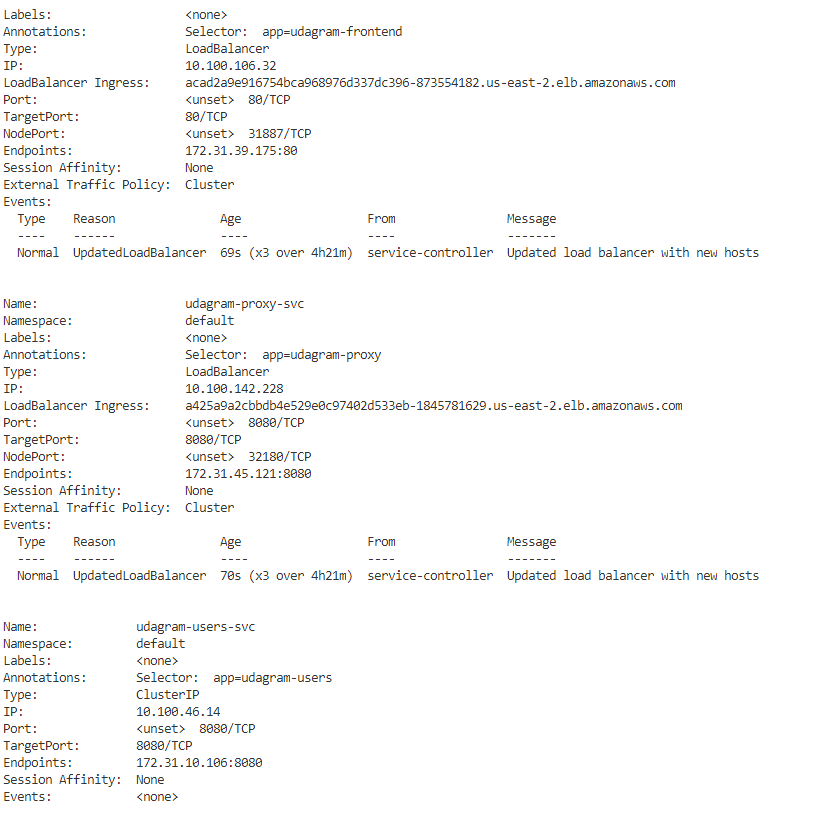 Labels: <none>
Annotations: Selector: app=udagram-frontend
Type: LoadBalancer
IP: 10.100.106.32
LoadBalancer Ingress: acad2a9e916754bca968976d337dc396-873554182.us-east-2.elb.amazonaws.com
Port: <unset> 80/TCP
TargetPort: 80/TCP
NodePort: <unset> 31887/TCP
Endpoints: 172.31.39.175:80
Session Affinity: None
External Traffic Policy: Cluster
Events:
Type Reason Age From Message
---- ------ ---- ---- -------
Normal UpdatedLoadBalancer 69s (x3 over 4h21m) service-controller Updated load balancer with new hosts
Name: udagram-proxy-svc
Namespace: default
Labels: <none>
Annotations: Selector: app=udagram-proxy
Type: LoadBalancer
IP: 10.100.142.228
LoadBalancer Ingress: a425a9a2cbbdb4e529e0c97402d533eb-1845781629.us-east-2.elb.amazonaws.com
Port: <unset> 8080/TCP
TargetPort: 8080/TCP
NodePort: <unset> 32180/TCP
Endpoints: 172.31.45.121:8080
Session Affinity: None
External Traffic Policy: Cluster
Events:
Type Reason Age From Message
---- ------ ---- ---- -------
Normal UpdatedLoadBalancer 70s (x3 over 4h21m) service-controller Updated load balancer with new hosts
Name: udagram-users-svc
Namespace: default
Labels: <none>
Annotations: Selector: app=udagram-users
Type: ClusterIP
IP: 10.100.46.14
Port: <unset> 8080/TCP
TargetPort: 8080/TCP
Endpoints: 172.31.10.106:8080
Session Affinity: None
Events: <none>